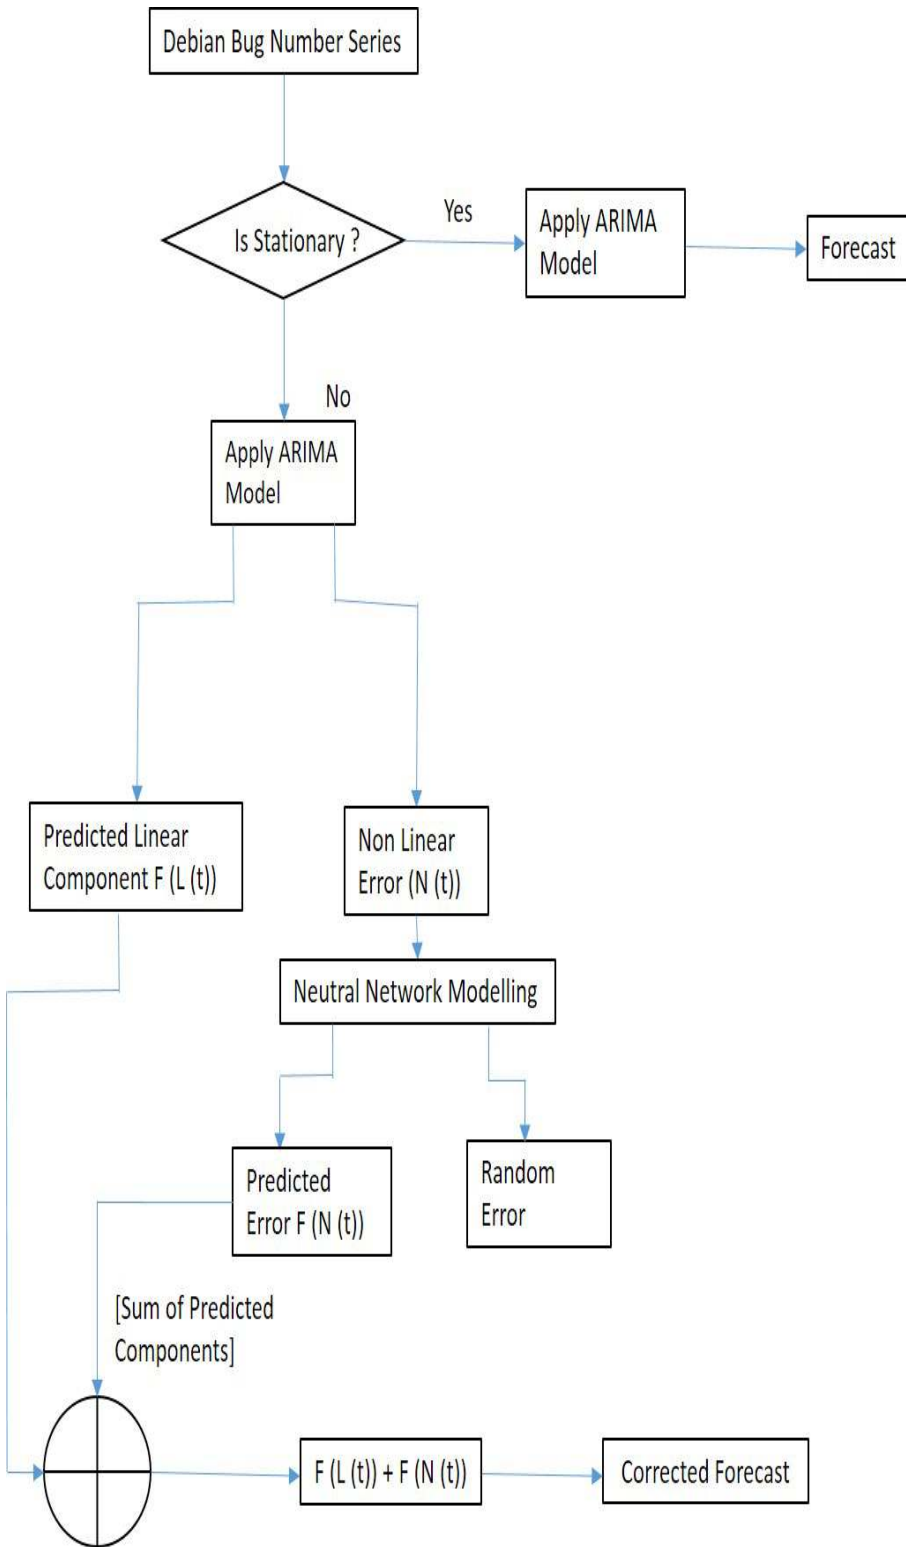 Debian Bug Number Series
Is Stationary ?
Yes
Apply ARIMA
Model
Forecast
No
Apply ARIMA
Model
Predicted Linear
Component F (L (t))
Non Linear
Error (N (t))
Neutral Network Modelling
Predicted
Error F (N (t))
Random
Error
[Sum of Predicted
Components]
F (L (t)) + F (N (t))
Corrected Forecast